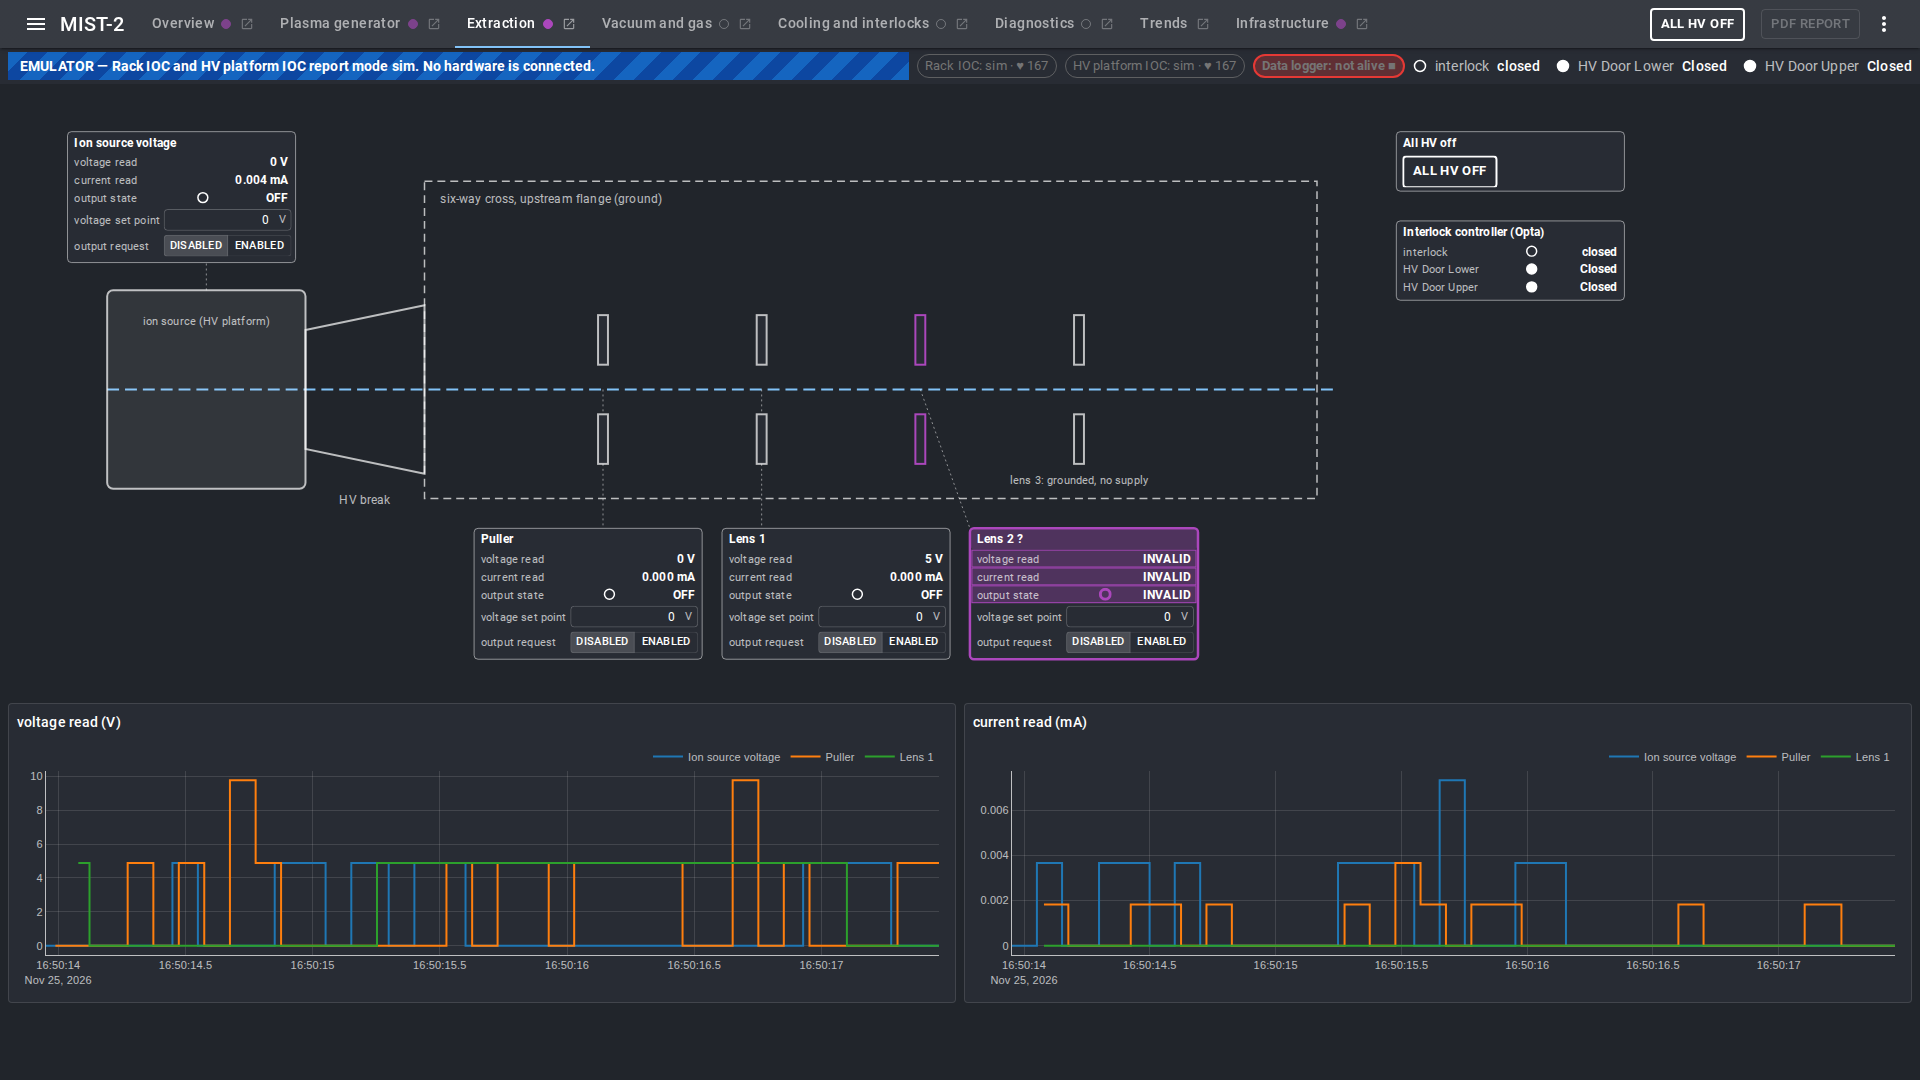 MIST-2 Overview Plasma generator Extraction Vacuum and gas Cooling and interlocks Diagnostics Trends Infrastructure ALL HV OFF PDF REPORT
EMULATOR — Rack IOC and HV platform IOC report mode sim. No hardware is connected. Rack IOC: sim · ♥ 167 HV platform IOC: sim · ♥ 167 Data logger: not alive ■ interlock closed HV Door Lower Closed HV Door Upper Closed
Ion source voltage
voltage read 0 V
current read 0.004 mA
output state OFF
voltage set point 0 V
output request DISABLED ENABLED
six-way cross, upstream flange (ground)
ion source (HV platform)
HV break
lens 3: grounded, no supply
All HV off
ALL HV OFF
Interlock controller (Opta)
interlock closed
HV Door Lower Closed
HV Door Upper Closed
Puller
voltage read 0 V
current read 0.000 mA
output state OFF
voltage set point 0 V
output request DISABLED ENABLED
Lens 1
voltage read 5 V
current read 0.000 mA
output state OFF
voltage set point 0 V
output request DISABLED ENABLED
Lens 2 ?
voltage read INVALID
current read INVALID
output state INVALID
voltage set point 0 V
output request DISABLED ENABLED
voltage read (V)
Ion source voltage Puller Lens 1
10
8
6
4
2
0
16:50:14 16:50:14.5 16:50:15 16:50:15.5 16:50:16 16:50:16.5 16:50:17
Nov 25, 2026
current read (mA)
Ion source voltage Puller Lens 1
0.006
0.004
0.002
0
16:50:14 16:50:14.5 16:50:15 16:50:15.5 16:50:16 16:50:16.5 16:50:17
Nov 25, 2026